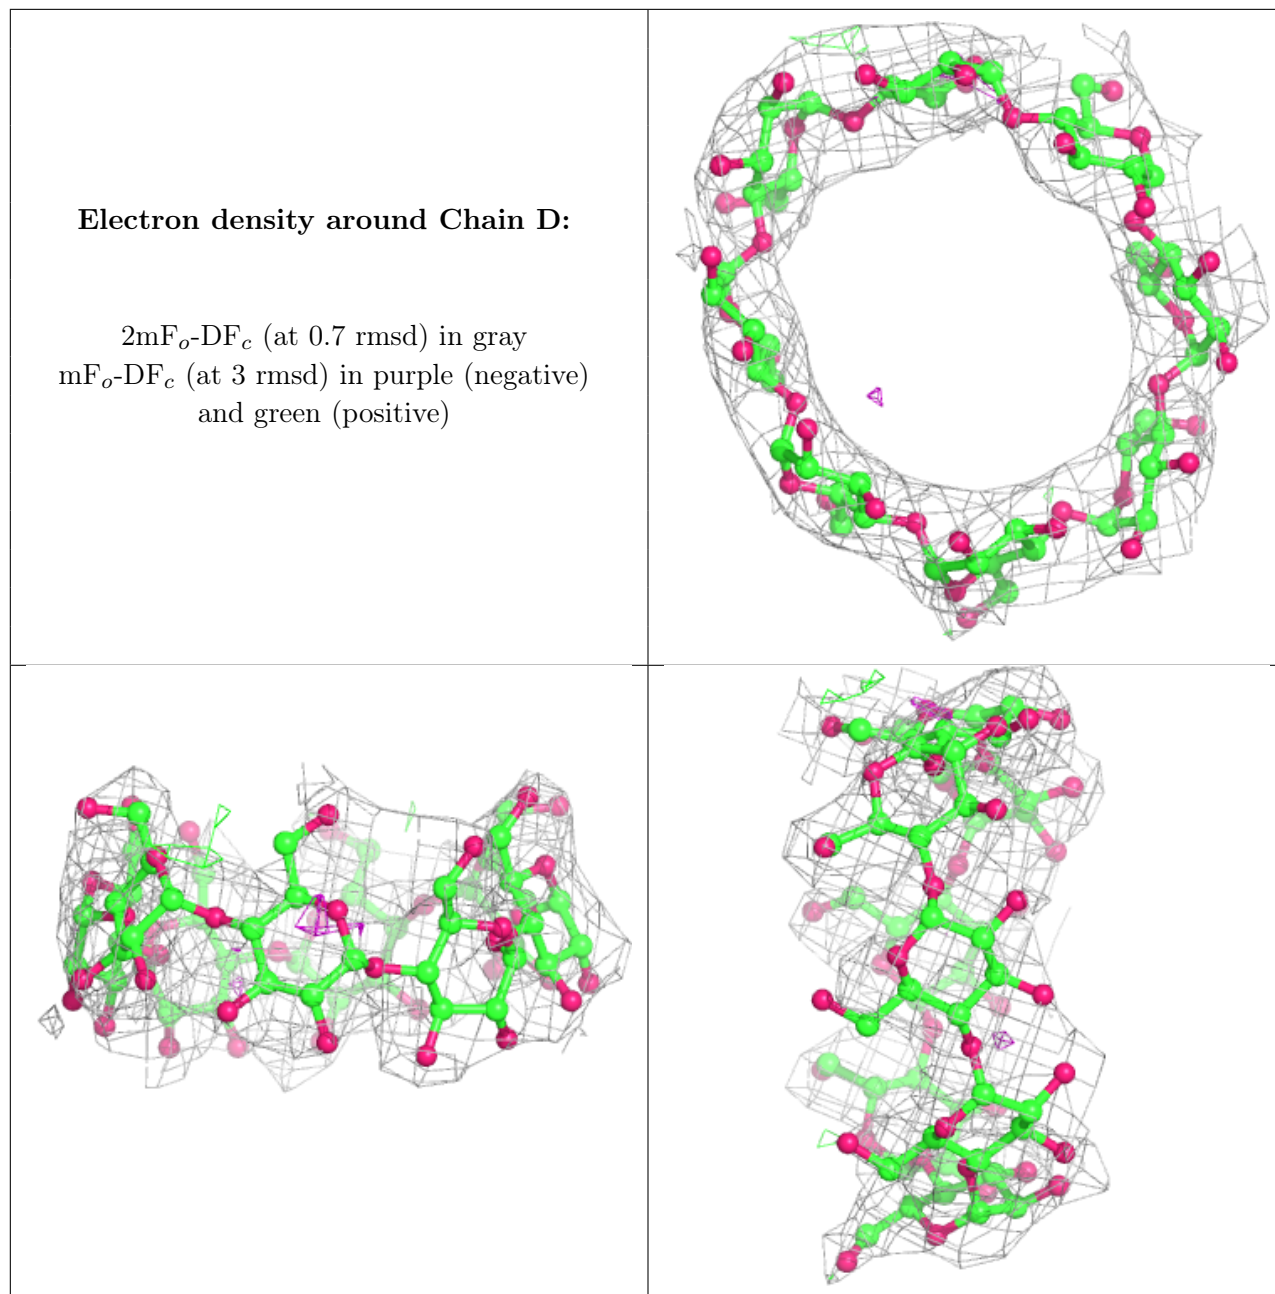 Electron density around Chain D:
2mFo-DFc (at 0.7 rmsd) in gray
mFo-DFc (at 3 rmsd) in purple (negative)
and green (positive)